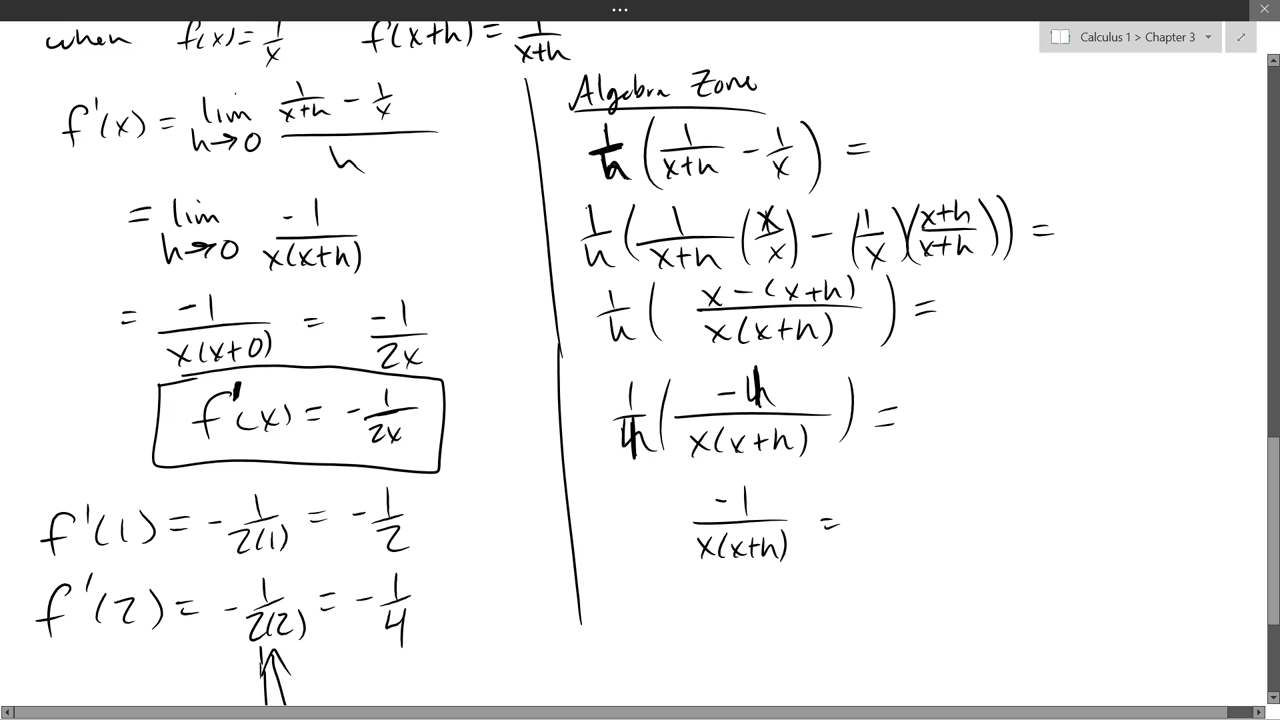 ...
Calculus 1 > Chapter 3
when f(x) = 1/x f(x+h) = 1/(x+h)
f'(x) = lim h→0 (1/(x+h) - 1/x)/h
= lim h→0 -1/(x(x+h))
= -1/(x(x+0)) = -1/(2x)
f'(x) = -1/(2x)
f'(1) = -1/(2(1)) = -1/2
f'(2) = -1/(2(2)) = -1/4
Algebra Zone
1/h (1/(x+h) - 1/x) =
1/h (1/(x+h) (x/x) - (1/x)((x+h)/(x+h))) =
1/h ((x-(x+h))/(x(x+h))) =
1/h (-h/(x(x+h))) =
-1/(x(x+h)) =